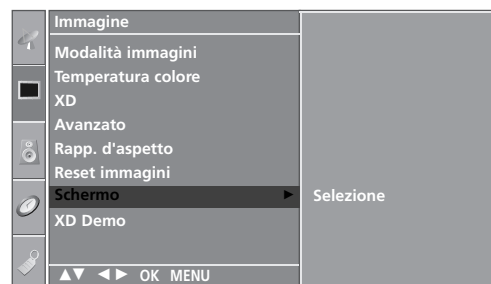 Immagine
Modalità immagini
Temperatura colore
XD
Avanzato
Rapp. d'aspetto
Reset immagini
Schermo ► Selezione
XD Demo
▲▼ ◄► OK MENU